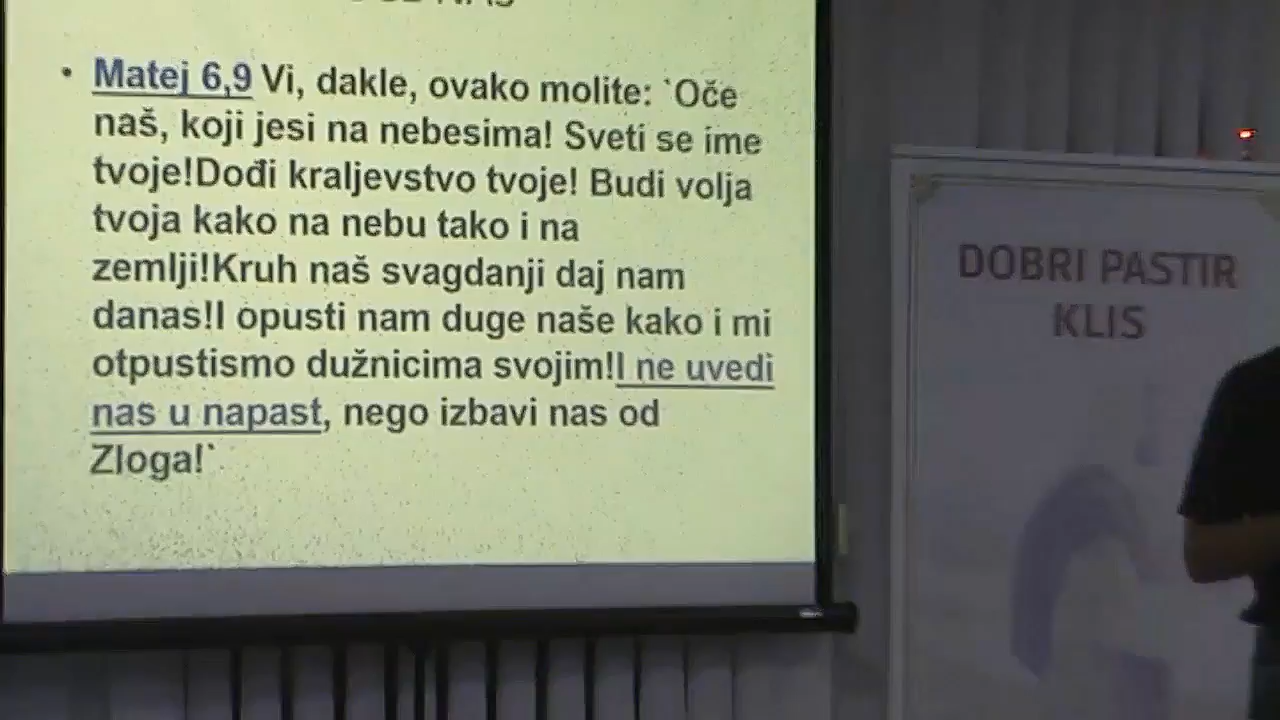 • Matej 6,9 Vi, dakle, ovako molite: `Oče
naš, koji jesi na nebesima! Sveti se ime
tvoje!Dođi kraljevstvo tvoje! Budi volja
tvoja kako na nebu tako i na
zemlji!Kruh naš svagdanji daj nam
danas!I opusti nam duge naše kako i mi
otpustismo dužnicima svojim!I ne uvedi
nas u napast, nego izbavi nas od
Zloga!`
DOBRI PASTIR
KLIS